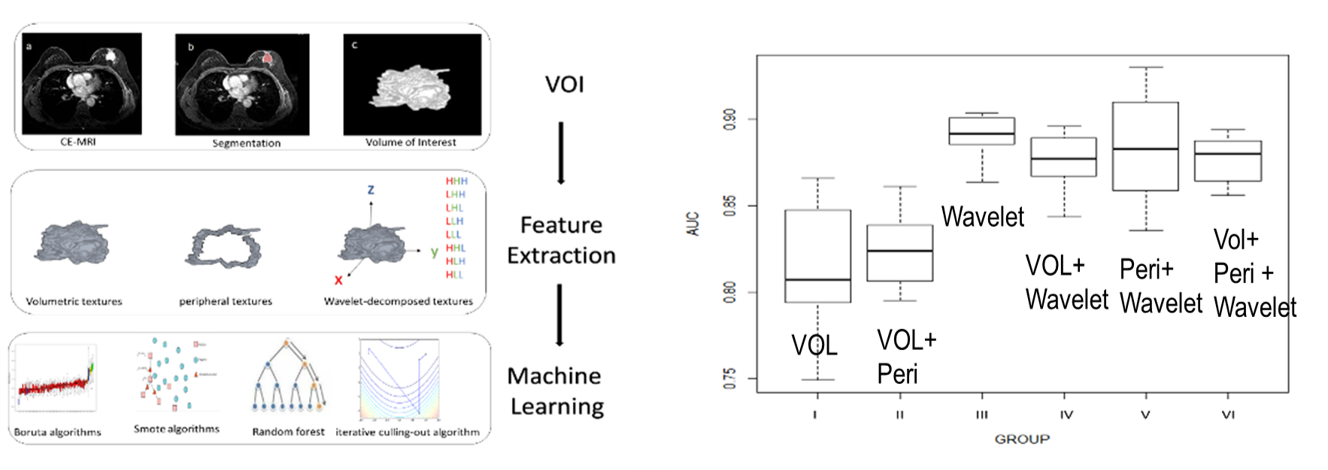 a
b
c
CE-MRI
Segmentation
Volume of Interest
VOI
Feature
Extraction
Machine
Learning
Z
y
X
HHH
LHH
LHL
LLH
LLL
HHL
HLH
HLL
Volumetric textures
peripheral textures
Wavelet-decomposed textures
Boruta algorithms
Smote algorithms
Random forest
iterative culling-out algorithm
AUC
0.90
0.85
0.80
0.75
VOL
VOL+
Peri
Wavelet
VOL+
Wavelet
Peri+
Wavelet
Vol+
Peri +
Wavelet
I
II
III
IV
V
VI
GROUP